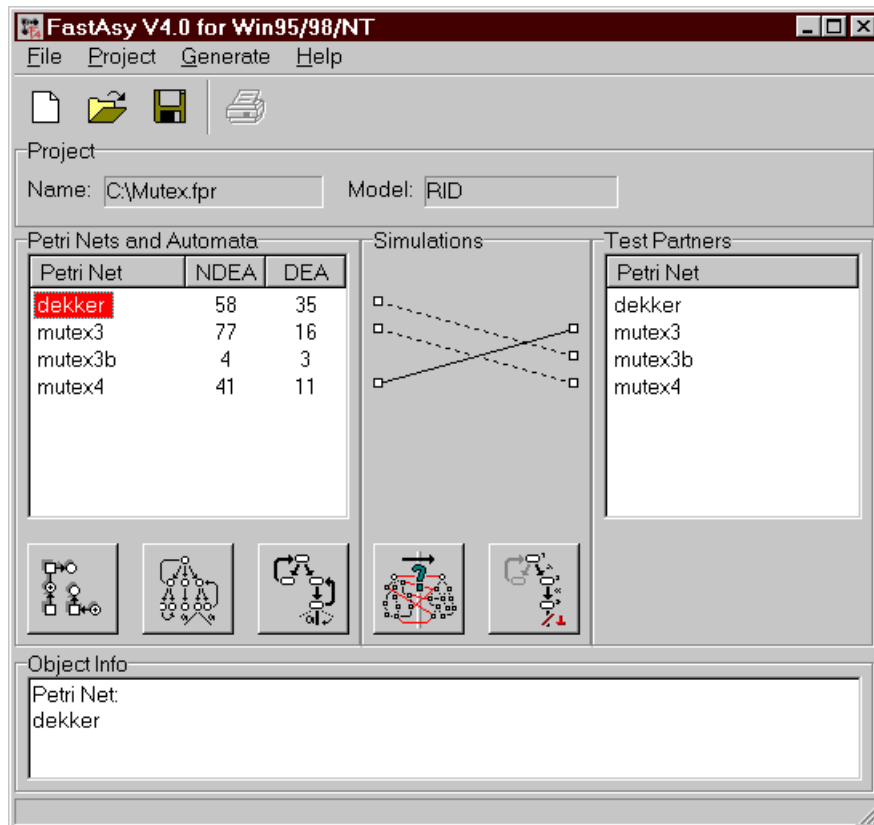 FastAsy V4.0 for Win95/98/NT
File Project Generate Help
Project
Name: C:\Mutex.fpr Model: RID
Petri Nets and Automata Simulations Test Partners
Petri Net NDEA DEA Petri Net
dekker 58 35 dekker
mutex3 77 16 mutex3
mutex3b 4 3 mutex3b
mutex4 41 11 mutex4
?
Object Info
Petri Net:
dekker